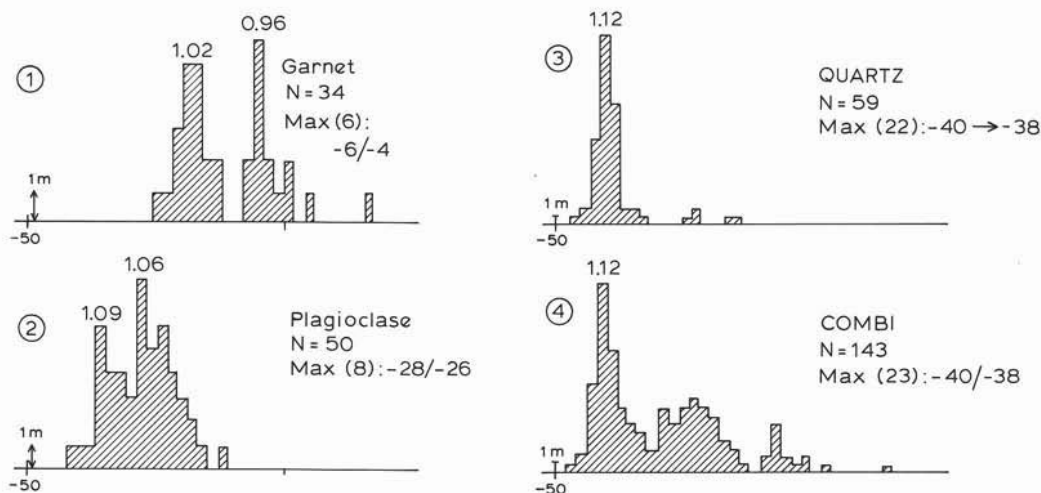 ①
1.02
0.96
Garnet
N = 34
Max (6):
-6/-4
1m
-50
②
1.09
1.06
Plagioclase
N = 50
Max (8): -28/-26
1m
-50
③
1.12
QUARTZ
N = 59
Max (22): -40 → -38
1m
-50
④
1.12
COMBI
N = 143
Max (23): -40/-38
1m
-50